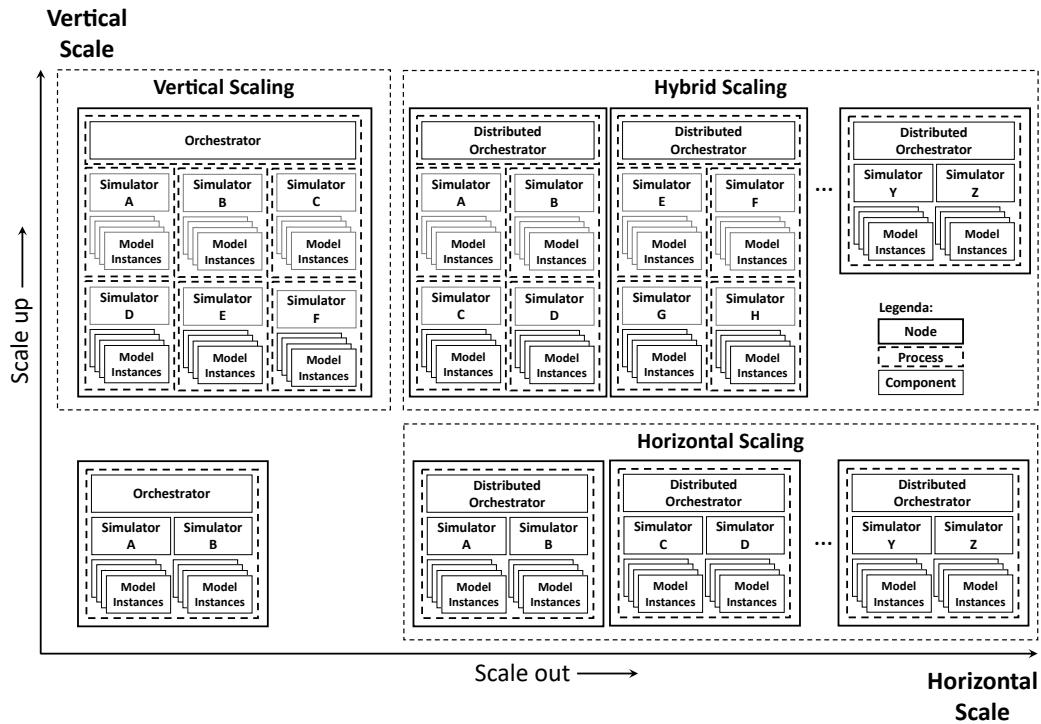 Vertical
Scale
Vertical Scaling
Orchestrator
Simulator
A
Simulator
B
Simulator
C
Model
Instances
Model
Instances
Model
Instances
Simulator
D
Simulator
E
Simulator
F
Model
Instances
Model
Instances
Model
Instances
Hybrid Scaling
Distributed
Orchestrator
Simulator
A
Simulator
B
Model
Instances
Model
Instances
Simulator
C
Simulator
D
Model
Instances
Model
Instances
Distributed
Orchestrator
Simulator
E
Simulator
F
Model
Instances
Model
Instances
Simulator
G
Simulator
H
Model
Instances
Model
Instances
...
Distributed
Orchestrator
Simulator
Y
Simulator
Z
Model
Instances
Model
Instances
Legenda:
Node
Process
Component
Scale up
Orchestrator
Simulator
A
Simulator
B
Model
Instances
Model
Instances
Horizontal Scaling
Distributed
Orchestrator
Simulator
A
Simulator
B
Model
Instances
Model
Instances
Distributed
Orchestrator
Simulator
C
Simulator
D
Model
Instances
Model
Instances
...
Distributed
Orchestrator
Simulator
Y
Simulator
Z
Model
Instances
Model
Instances
Scale out
Horizontal
Scale